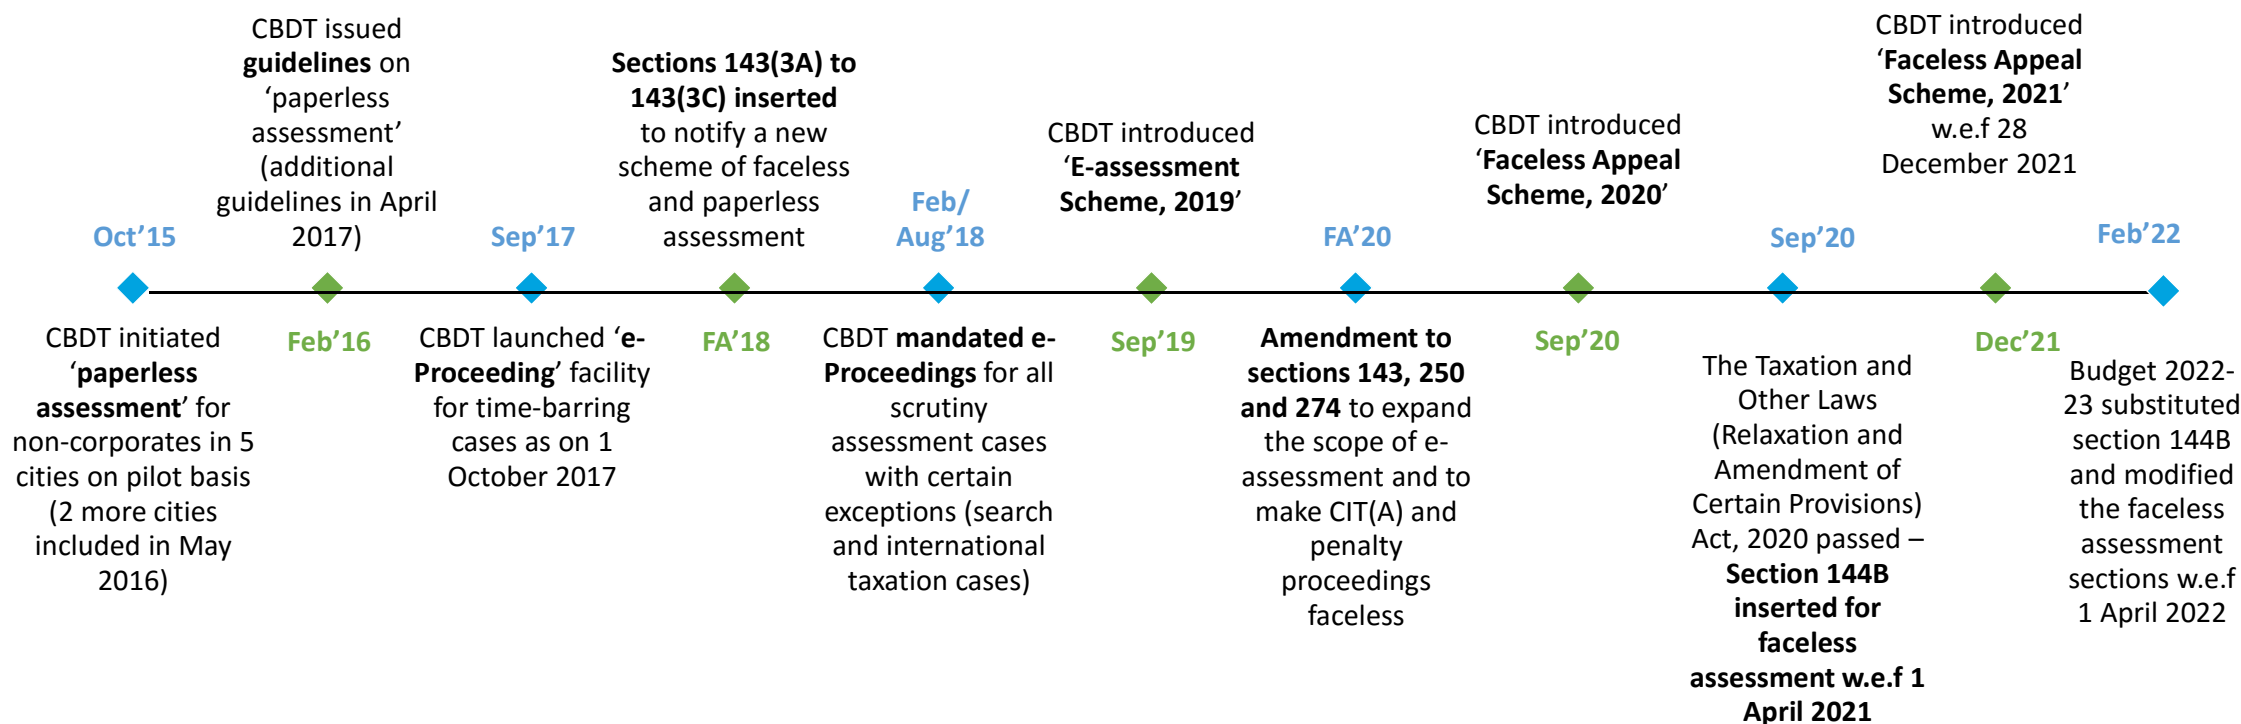 Oct’15
CBDT initiated
‘paperless
assessment’ for
non-corporates in 5
cities on pilot basis
(2 more cities
included in May
2016)
CBDT issued
guidelines on
‘paperless
assessment’
(additional
guidelines in April
2017)
Feb’16
Sep’17
CBDT launched ‘e-
Proceeding’ facility
for time-barring
cases as on 1
October 2017
Sections 143(3A) to
143(3C) inserted
to notify a new
scheme of faceless
and paperless
assessment
FA’18
Feb/
Aug’18
CBDT mandated e-
Proceedings for all
scrutiny
assessment cases
with certain
exceptions (search
and international
taxation cases)
CBDT introduced
‘E-assessment
Scheme, 2019’
Sep’19
FA’20
Amendment to
sections 143, 250
and 274 to expand
the scope of e-
assessment and to
make CIT(A) and
penalty
proceedings
faceless
CBDT introduced
‘Faceless Appeal
Scheme, 2020’
Sep’20
Sep’20
The Taxation and
Other Laws
(Relaxation and
Amendment of
Certain Provisions)
Act, 2020 passed –
Section 144B
inserted for
faceless
assessment w.e.f 1
April 2021
CBDT introduced
‘Faceless Appeal
Scheme, 2021’
w.e.f 28
December 2021
Dec’21
Feb’22
Budget 2022-
23 substituted
section 144B
and modified
the faceless
assessment
sections w.e.f
1 April 2022